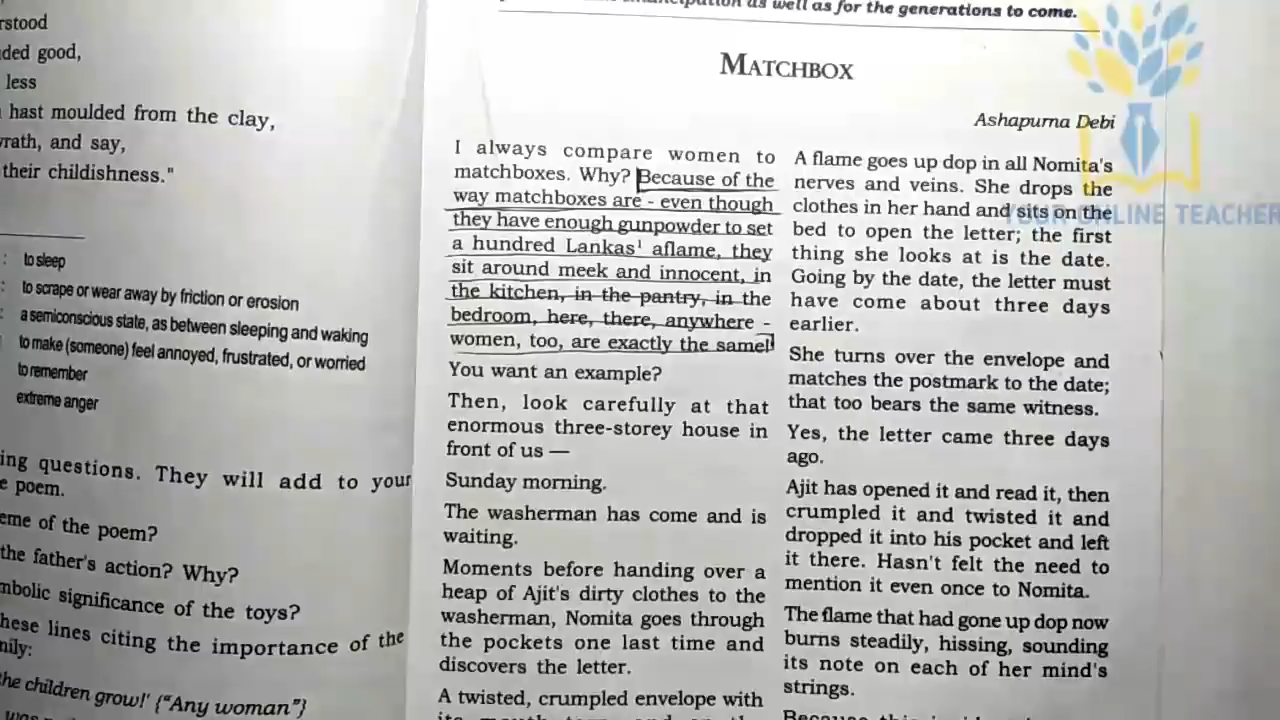 rstood
ded good,
less
hast moulded from the clay,
rath, and say,
their childishness."
: to sleep
: to scrape or wear away by friction or erosion
: a semiconscious state, as between sleeping and waking
to make (someone) feel annoyed, frustrated, or worried
to remember
extreme anger
ing questions. They will add to your
e poem.
eme of the poem?
the father's action? Why?
mbolic significance of the toys?
hese lines citing the importance of the
nily:
the children grow!' {"Any woman"}
as well as for the generations to come.
MATCHBOX
Ashapurna Debi
I always compare women to
matchboxes. Why? Because of the
way matchboxes are - even though
they have enough gunpowder to set
a hundred Lankas¹ aflame, they
sit around meek and innocent, in
the kitchen, in the pantry, in the
bedroom, here, there, anywhere -
women, too, are exactly the same!
You want an example?
Then, look carefully at that
enormous three-storey house in
front of us —
Sunday morning.
The washerman has come and is
waiting.
Moments before handing over a
heap of Ajit's dirty clothes to the
washerman, Nomita goes through
the pockets one last time and
discovers the letter.
A twisted, crumpled envelope with
A flame goes up dop in all Nomita's
nerves and veins. She drops the
clothes in her hand and sits on the
bed to open the letter; the first
thing she looks at is the date.
Going by the date, the letter must
have come about three days
earlier.
She turns over the envelope and
matches the postmark to the date;
that too bears the same witness.
Yes, the letter came three days
ago.
Ajit has opened it and read it, then
crumpled it and twisted it and
dropped it into his pocket and left
it there. Hasn't felt the need to
mention it even once to Nomita.
The flame that had gone up dop now
burns steadily, hissing, sounding
its note on each of her mind's
strings.
YOUR ONLINE TEACHER